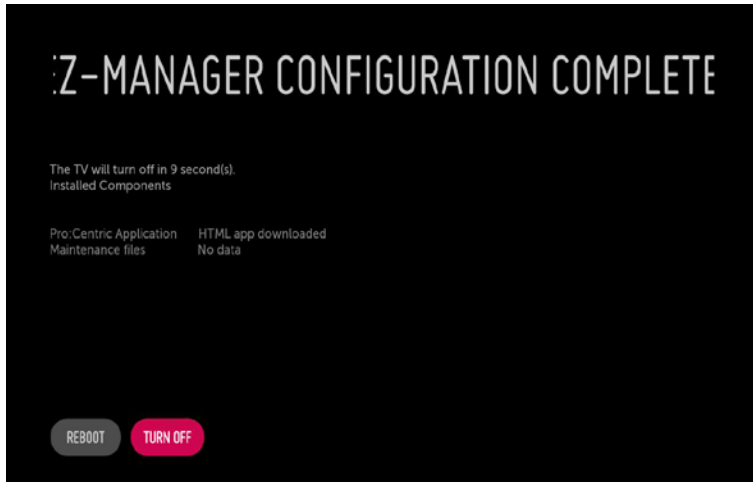 Z-MANAGER CONFIGURATION COMPLETE
The TV will turn off in 9 second(s).
Installed Components
Pro:Centric Application HTML app downloaded
Maintenance files No data
REBOOT TURN OFF